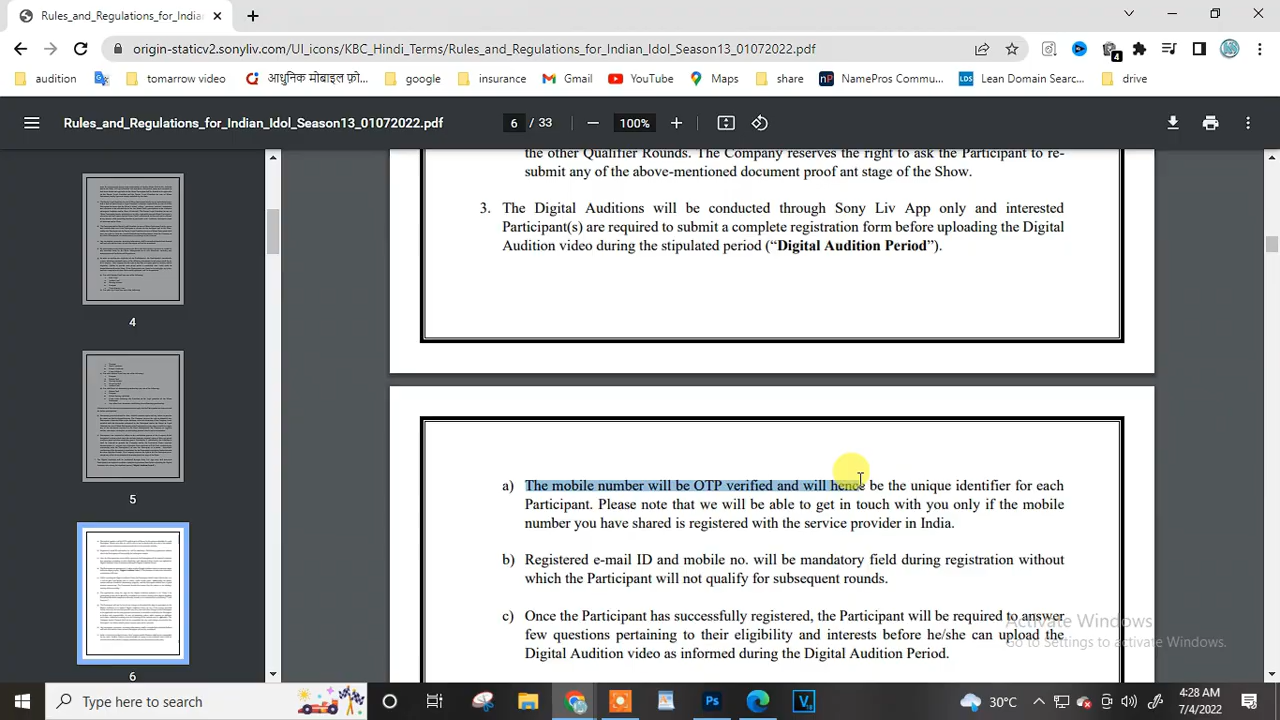 Rules_and_Regulations_for_India
origin-staticv2.sonyliv.com/UI_icons/KBC_Hindi_Terms/Rules_and_Regulations_for_Indian_Idol_Season13_01072022.pdf
4
audition
tomarrow video
आधुनिक मोबाइल फ़ो...
google
insurance
Gmail
YouTube
Maps
share
nP NamePros Commu...
LDS Lean Domain Searc...
drive
Rules_and_Regulations_for_Indian_Idol_Season13_01072022.pdf
6 / 33
100%
4
5
6
the other Qualifier Rounds. The Company reserves the right to ask the Participant to re-
submit any of the above-mentioned document proof ant stage of the Show.
3. The Digital Auditions will be conducted through Sony Liv App only and interested
Participant(s) are required to submit a complete registration form before uploading the Digital
Audition video during the stipulated period (“Digital Audition Period”).
a) The mobile number will be OTP verified and will hence be the unique identifier for each
Participant. Please note that we will be able to get in touch with you only if the mobile
number you have shared is registered with the service provider in India.
b) Registered e-mail ID and mobile no. will be mandatory field during registration without
which the Participant will not qualify for subsequent rounds.
c) Once the Participant has successfully registered, the Participant will be required to answer
few questions pertaining to their eligibility and interests before he/she can upload the
Digital Audition video as informed during the Digital Audition Period.
Activate Windows
Go to Settings to activate Windows.
Type here to search
Ps
V
30°C
4:28 AM
7/4/2022